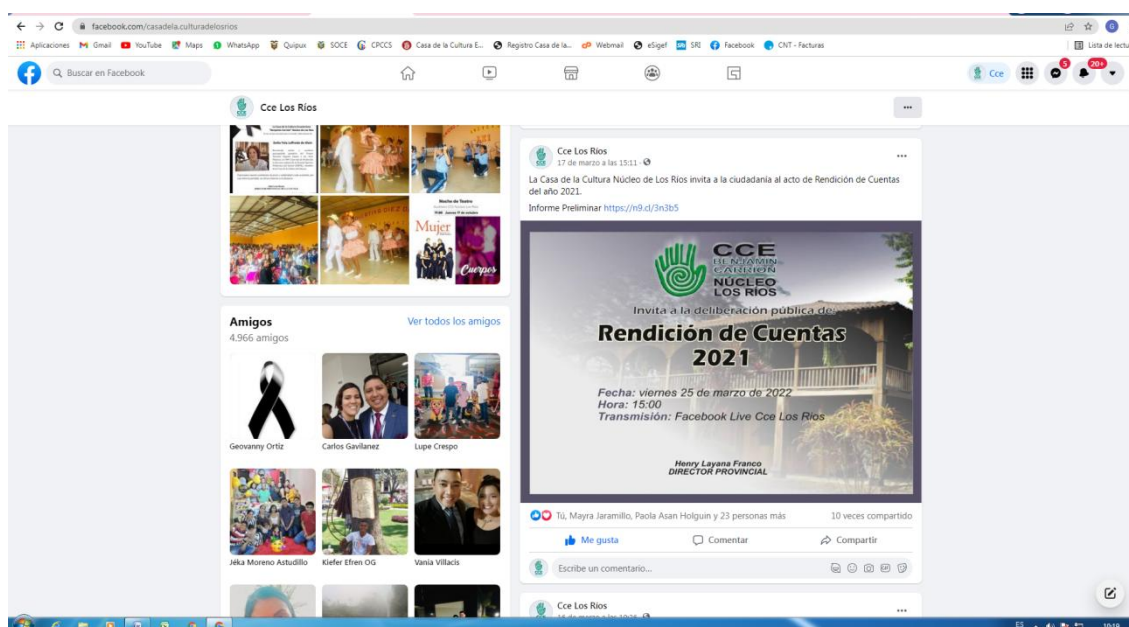 facebook.com/casadela.culturadelosrios
Aplicaciones Gmail YouTube Maps WhatsApp Quipux SOCE CPCCS Casa de la Cultura E... Registro Casa de la... Webmail eSigef SRI Facebook CNT - Facturas Lista de lectu
Buscar en Facebook
Cce
5
20+
Cce Los Ríos
Noche de Teatro
Mujer
Cuerpos
Amigos
Ver todos los amigos
4.966 amigos
Geovanny Ortiz
Carlos Gavilanez
Lupe Crespo
Jéka Moreno Astudillo
Kiefer Efren OG
Vania Villacis
Cce Los Ríos
17 de marzo a las 15:11
La Casa de la Cultura Núcleo de Los Ríos invita a la ciudadanía al acto de Rendición de Cuentas
del año 2021.
Informe Preliminar https://n9.cl/3n3b5
CCE
BENJAMÍN
CARRIÓN
NÚCLEO
LOS RÍOS
Invita a la deliberación pública de:
Rendición de Cuentas
2021
Fecha: viernes 25 de marzo de 2022
Hora: 15:00
Transmisión: Facebook Live Cce Los Ríos
Henry Layana Franco
DIRECTOR PROVINCIAL
Tú, Mayra Jaramillo, Paola Asan Holguin y 23 personas más
10 veces compartido
Me gusta
Comentar
Compartir
Escribe un comentario...
Cce Los Ríos
ES
10:19